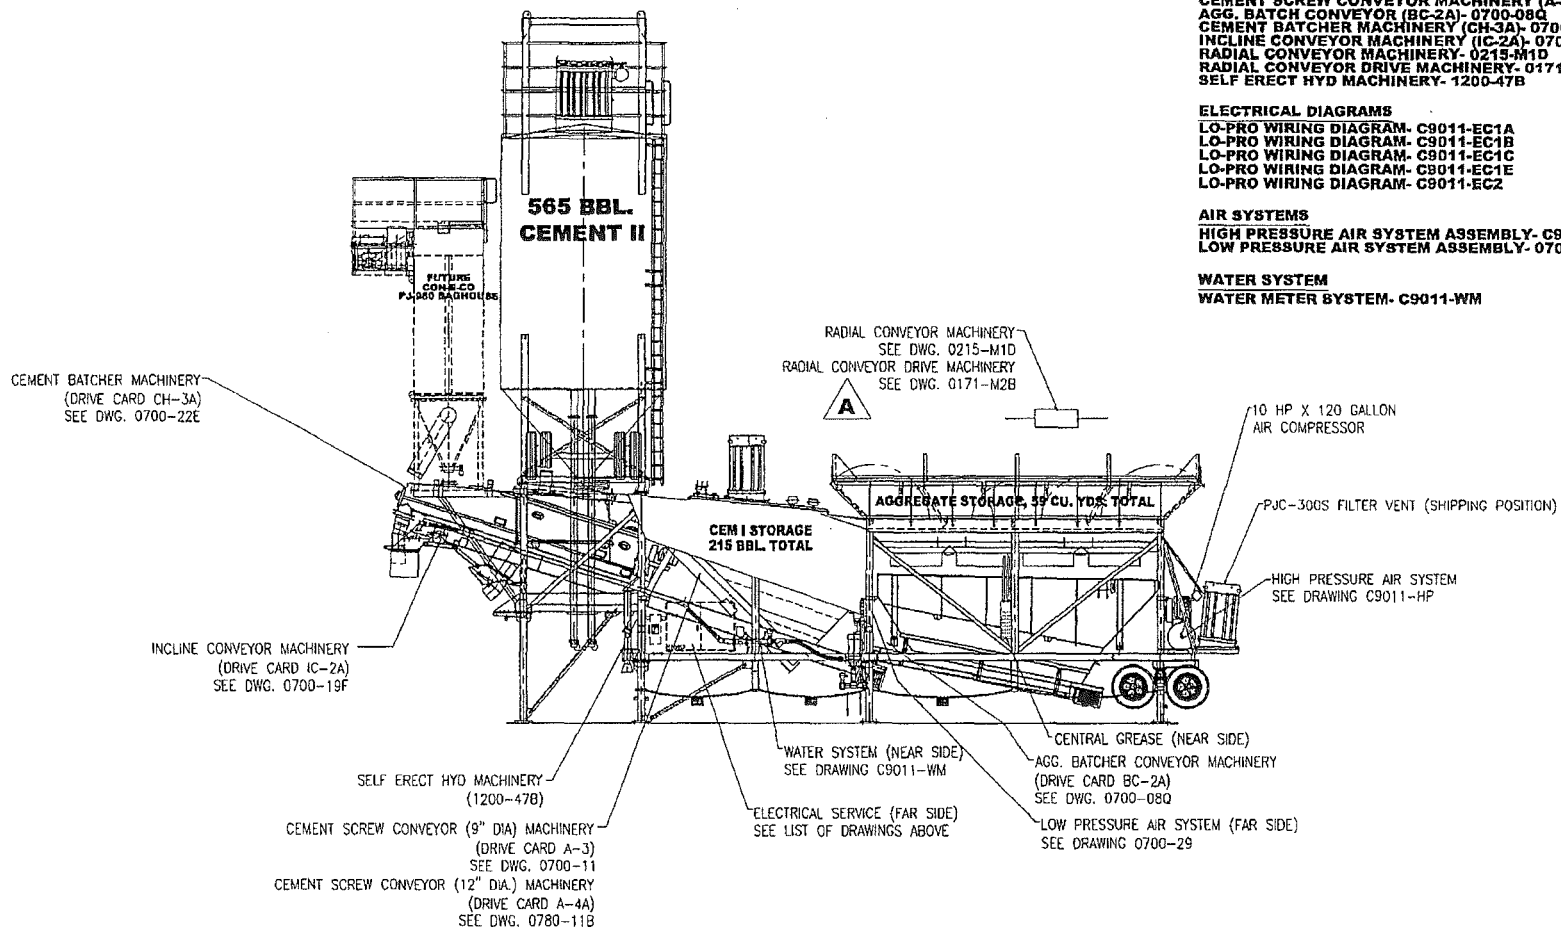 CEMENT SCREW CONVEYOR MACHINERY (A-
AGG. BATCH CONVEYOR (BC-2A)- 0700-08Q
CEMENT BATCHER MACHINERY (CH-3A)- 070
INCLINE CONVEYOR MACHINERY (IC-2A)- 070
RADIAL CONVEYOR MACHINERY- 0215-M1D
RADIAL CONVEYOR DRIVE MACHINERY- 0171
SELF ERECT HYD MACHINERY- 1200-47B
ELECTRICAL DIAGRAMS
LO-PRO WIRING DIAGRAM- C9011-EC1A
LO-PRO WIRING DIAGRAM- C9011-EC1B
LO-PRO WIRING DIAGRAM- C9011-EC1C
LO-PRO WIRING DIAGRAM- C9011-EC1E
LO-PRO WIRING DIAGRAM- C9011-EC2
AIR SYSTEMS
HIGH PRESSURE AIR SYSTEM ASSEMBLY- C9
LOW PRESSURE AIR SYSTEM ASSEMBLY- 070
WATER SYSTEM
WATER METER SYSTEM- C9011-WM
565 BBL.
CEMENT II
FUTURE
CON-E-CO
PJ-980 BAGHOUSE
RADIAL CONVEYOR MACHINERY
SEE DWG. 0215-M1D
RADIAL CONVEYOR DRIVE MACHINERY
SEE DWG. 0171-M2B
A
CEMENT BATCHER MACHINERY
(DRIVE CARD CH-3A)
SEE DWG. 0700-22E
10 HP X 120 GALLON
AIR COMPRESSOR
AGGREGATE STORAGE, 59 CU. YDS. TOTAL
PJC-300S FILTER VENT (SHIPPING POSITION)
CEM I STORAGE
215 BBL. TOTAL
HIGH PRESSURE AIR SYSTEM
SEE DRAWING C9011-HP
INCLINE CONVEYOR MACHINERY
(DRIVE CARD IC-2A)
SEE DWG. 0700-19F
CENTRAL GREASE (NEAR SIDE)
WATER SYSTEM (NEAR SIDE)
SEE DRAWING C9011-WM
AGG. BATCHER CONVEYOR MACHINERY
(DRIVE CARD BC-2A)
SEE DWG. 0700-08Q
SELF ERECT HYD MACHINERY
(1200-47B)
ELECTRICAL SERVICE (FAR SIDE)
SEE LIST OF DRAWINGS ABOVE
LOW PRESSURE AIR SYSTEM (FAR SIDE)
SEE DRAWING 0700-29
CEMENT SCREW CONVEYOR (9" DIA) MACHINERY
(DRIVE CARD A-3)
SEE DWG. 0700-11
CEMENT SCREW CONVEYOR (12" DIA.) MACHINERY
(DRIVE CARD A-4A)
SEE DWG. 0780-11B